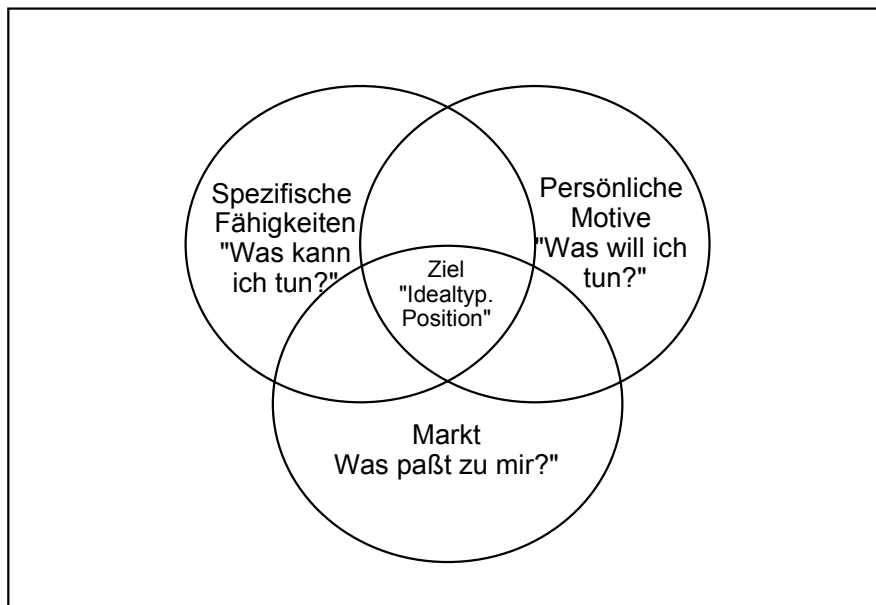 Spezifische
Fähigkeiten
"Was kann
ich tun?"
Persönliche
Motive
"Was will ich
tun?"
Ziel
"Idealtyp.
Position"
Markt
Was paßt zu mir?"